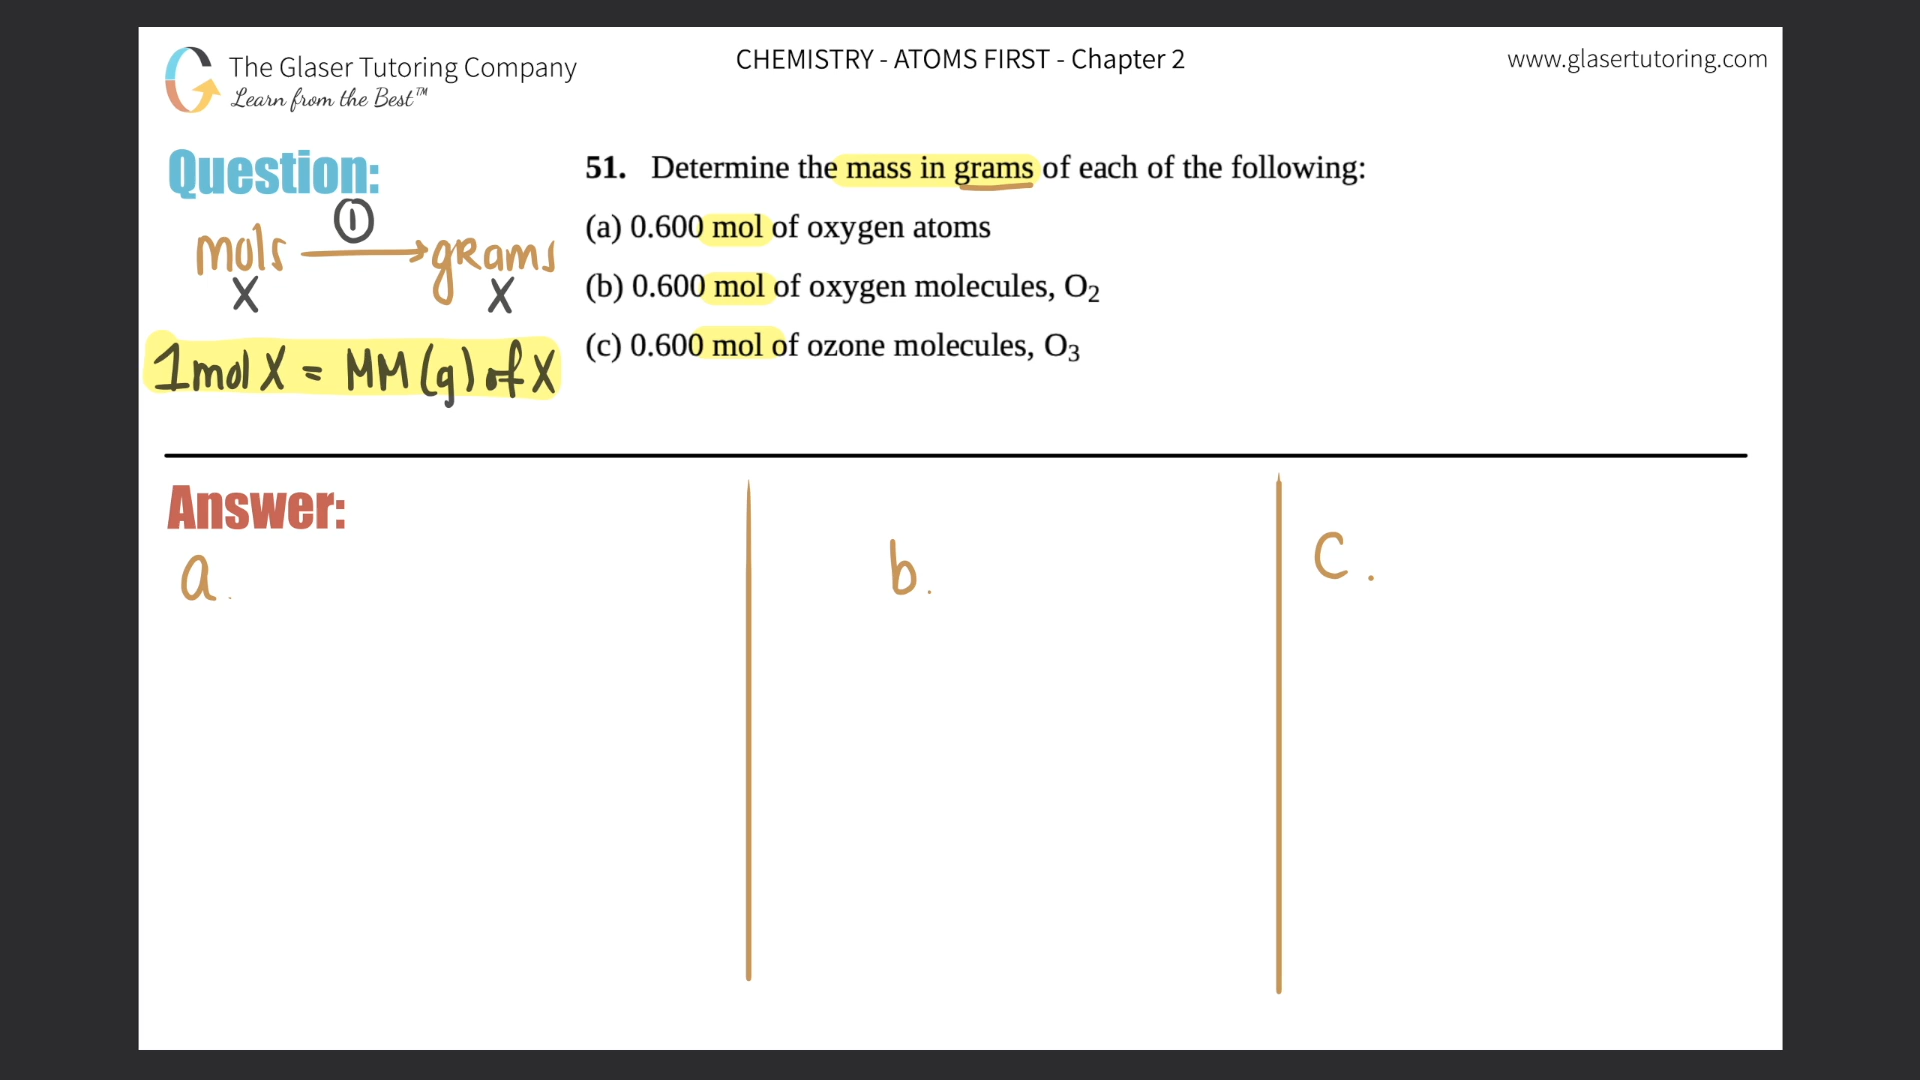 The Glaser Tutoring Company
Learn from the Best™
CHEMISTRY - ATOMS FIRST - Chapter 2
www.glasertutoring.com
Question:
① 
mols → grams
X X
1 mol X = MM (g) of X
51. Determine the mass in grams of each of the following:
(a) 0.600 mol of oxygen atoms
(b) 0.600 mol of oxygen molecules, O₂
(c) 0.600 mol of ozone molecules, O₃
Answer:
a.
b.
c.